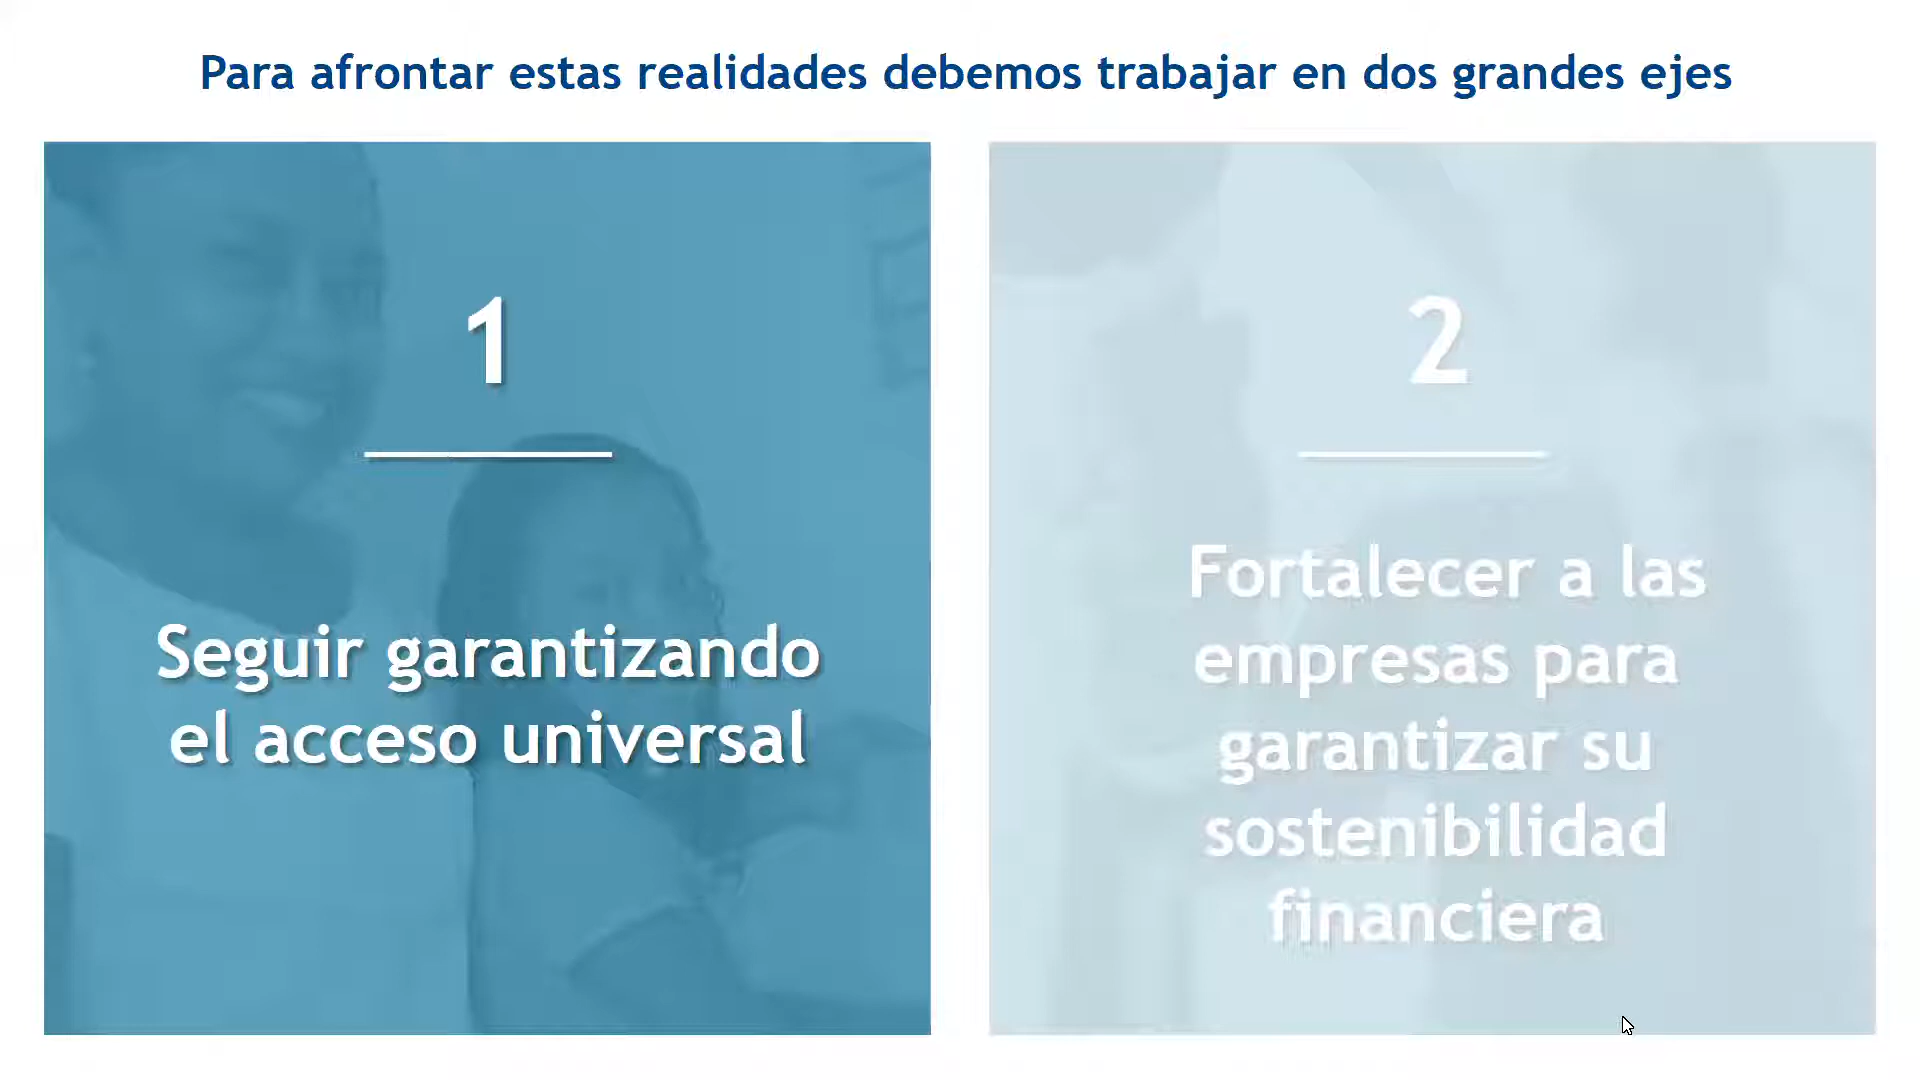 Para afrontar estas realidades debemos trabajar en dos grandes ejes
1
Seguir garantizando
el acceso universal
2
Fortalecer a las
empresas para
garantizar su
sostenibilidad
financiera